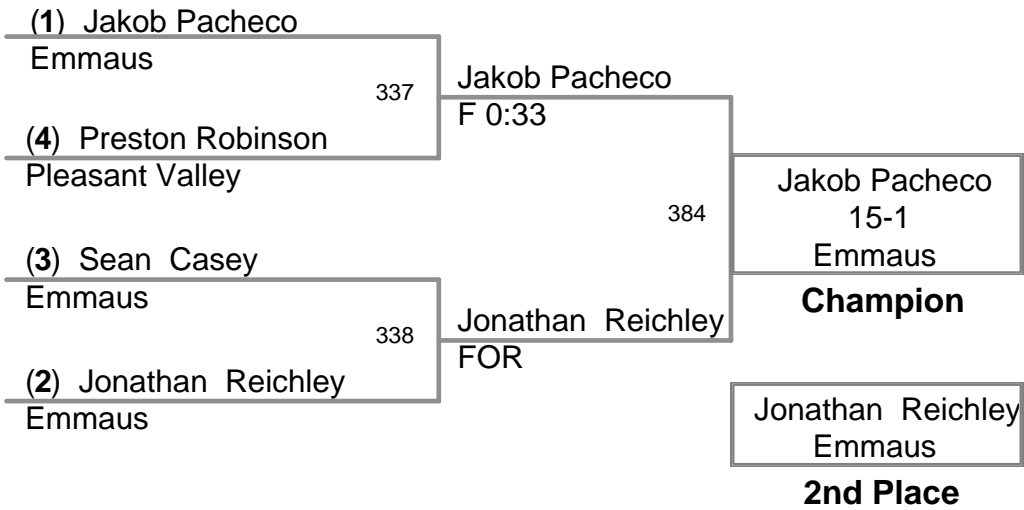 (1) Jakob Pacheco
Emmaus
337
Jakob Pacheco
F 0:33
(4) Preston Robinson
Pleasant Valley
384
Jakob Pacheco
15-1
Emmaus
Champion
(3) Sean Casey
Emmaus
338
Jonathan Reichley
FOR
(2) Jonathan Reichley
Emmaus
Jonathan Reichley
Emmaus
2nd Place